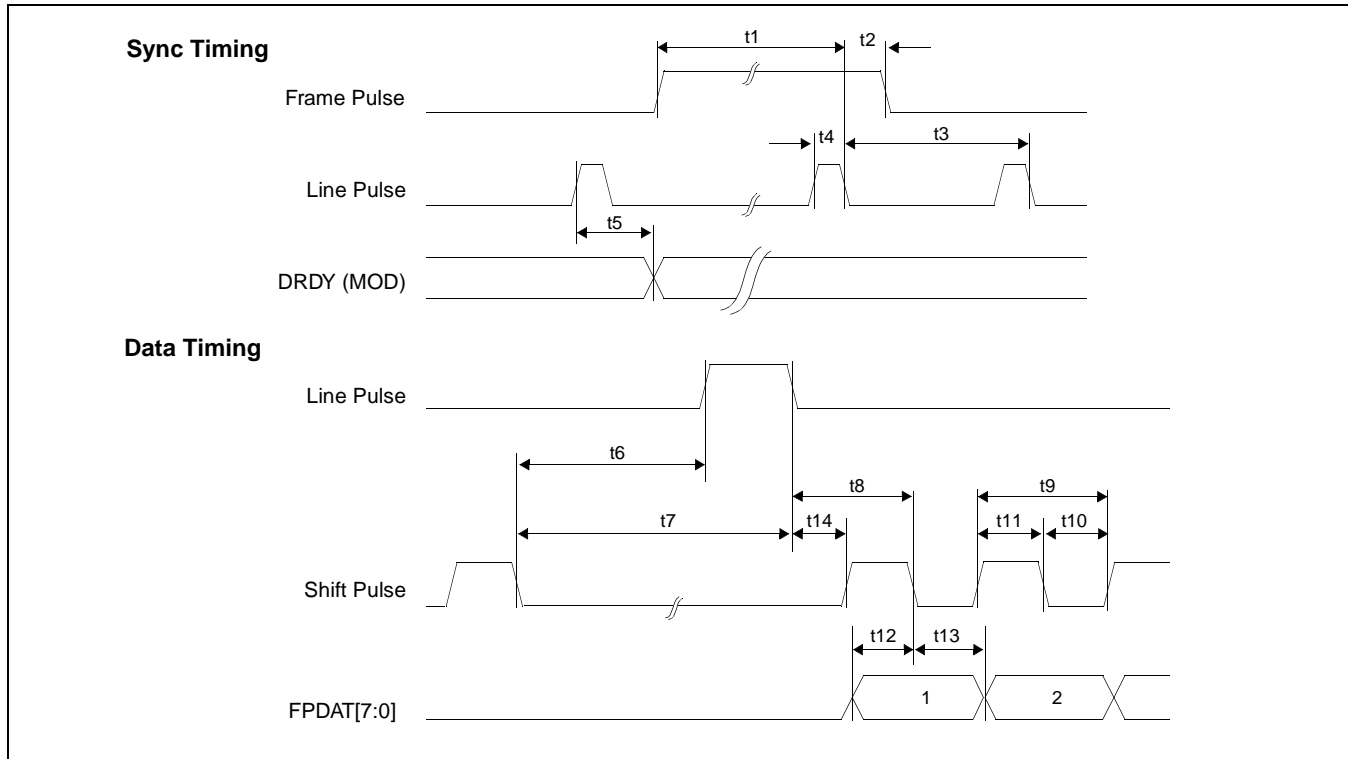 Sync Timing
t1
t2
Frame Pulse
t4
t3
Line Pulse
t5
DRDY (MOD)
Data Timing
Line Pulse
t6
t8
t9
t7
t14
t11
t10
Shift Pulse
t12
t13
FPDAT[7:0]
1
2